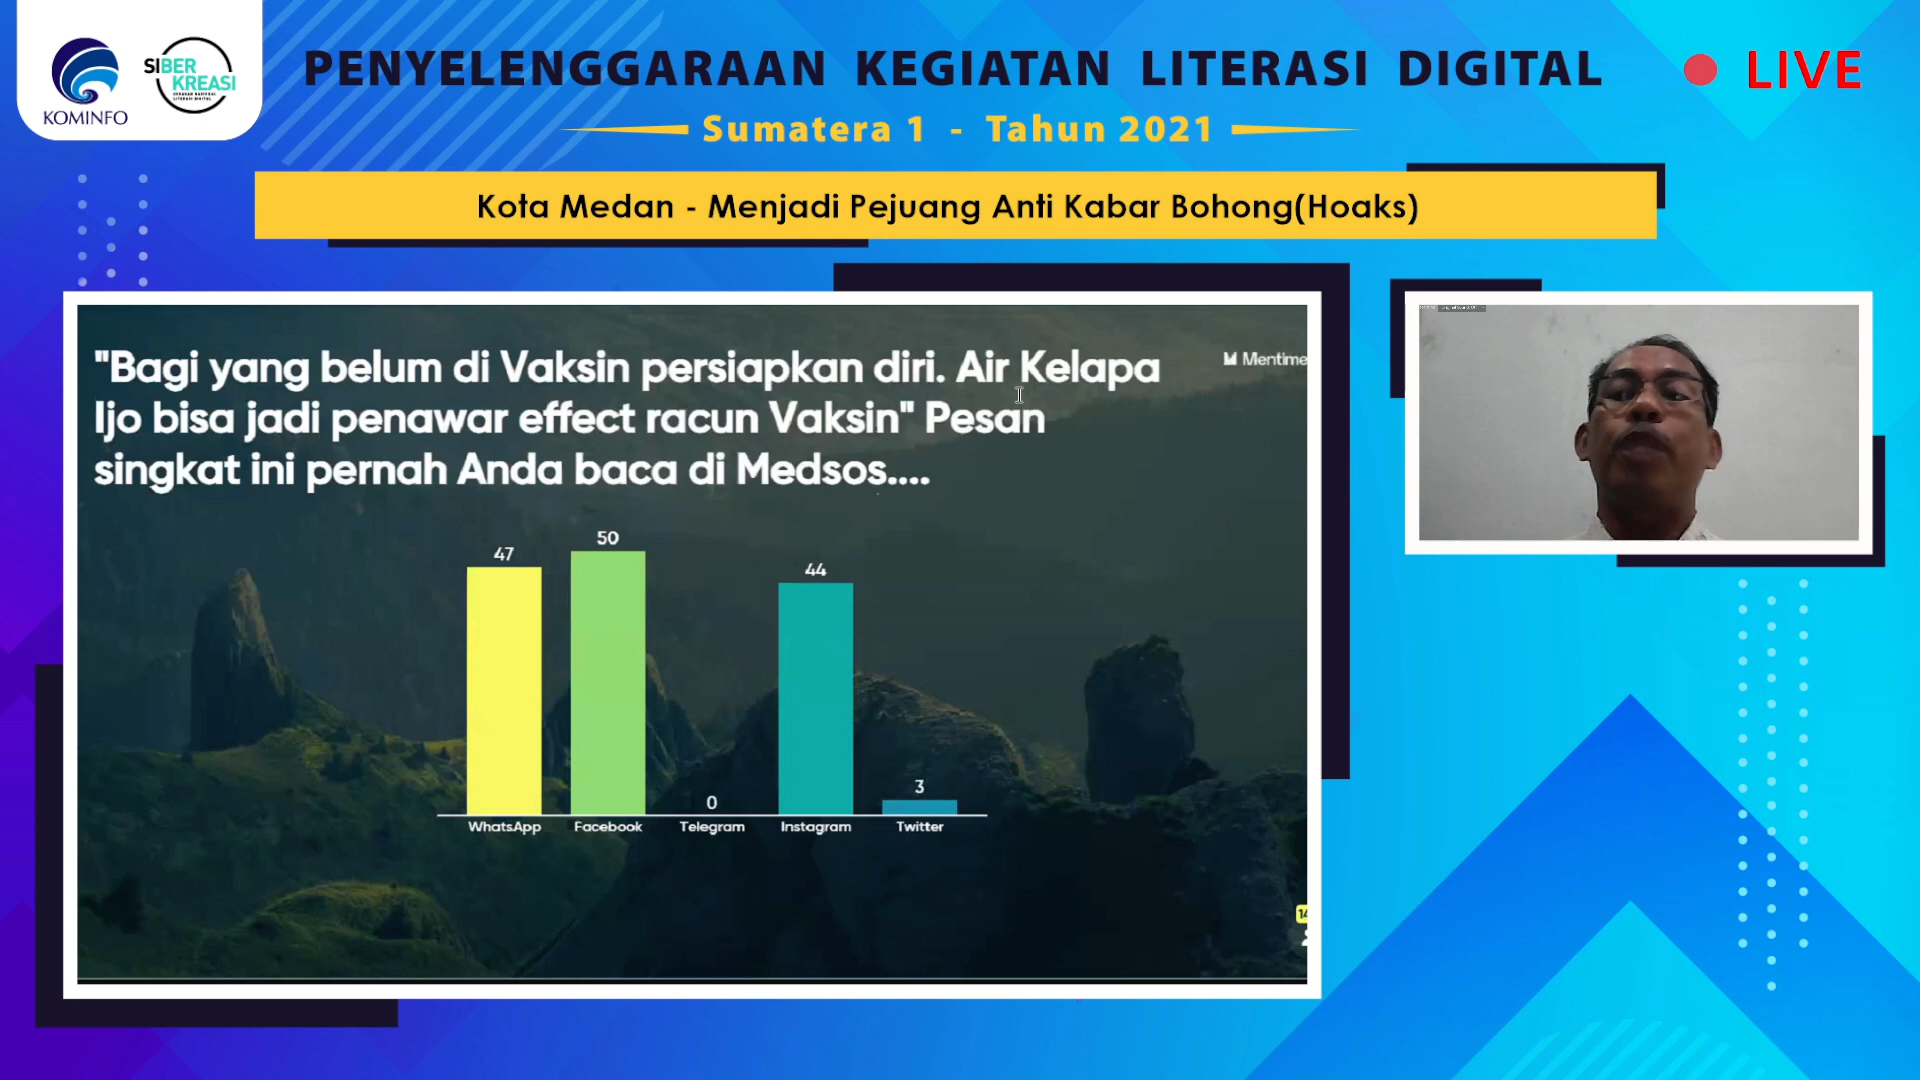 KOMINFO
SIBER
KREASI
PENYELENGGARAAN KEGIATAN LITERASI DIGITAL
LIVE
Sumatera 1 - Tahun 2021
Kota Medan - Menjadi Pejuang Anti Kabar Bohong(Hoaks)
"Bagi yang belum di Vaksin persiapkan diri. Air Kelapa
Ijo bisa jadi penawar effect racun Vaksin" Pesan
singkat ini pernah Anda baca di Medsos....
Mentime
47
50
0
44
3
WhatsApp
Facebook
Telegram
Instagram
Twitter